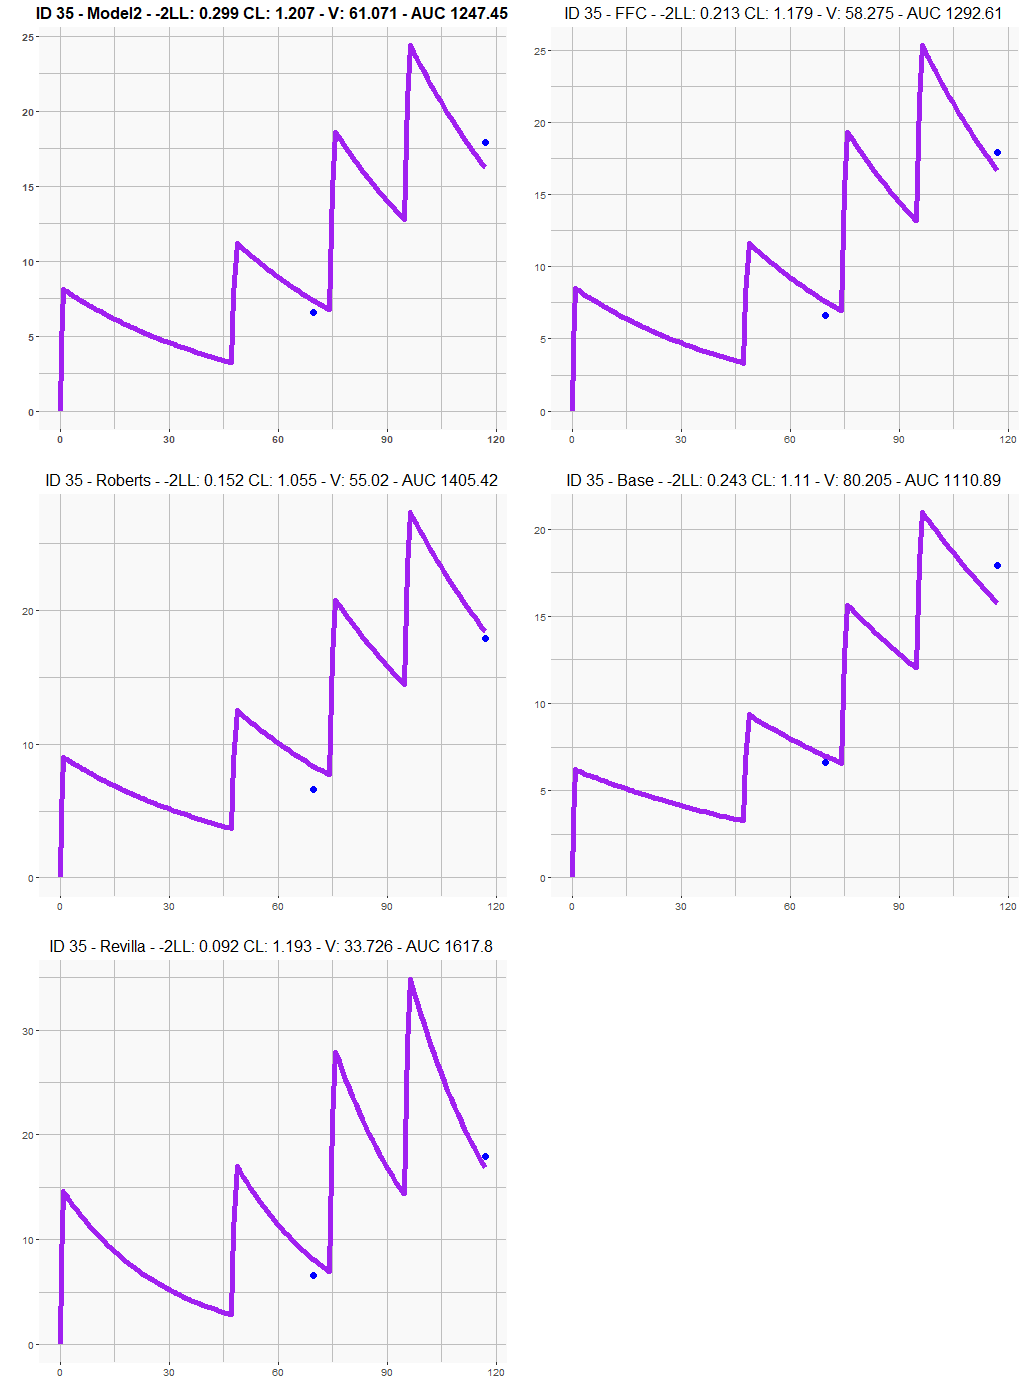 ID 35 - Model2 - -2LL: 0.299 CL: 1.207 - V: 61.071 - AUC 1247.45
25
20
15
10
5
0
0 30 60 90 120
ID 35 - FFC - -2LL: 0.213 CL: 1.179 - V: 58.275 - AUC 1292.61
25
20
15
10
5
0
0 30 60 90 120
ID 35 - Roberts - -2LL: 0.152 CL: 1.055 - V: 55.02 - AUC 1405.42
20
10
0
0 30 60 90 120
ID 35 - Base - -2LL: 0.243 CL: 1.11 - V: 80.205 - AUC 1110.89
20
15
10
5
0
0 30 60 90 120
ID 35 - Revilla - -2LL: 0.092 CL: 1.193 - V: 33.726 - AUC 1617.8
30
20
10
0
0 30 60 90 120